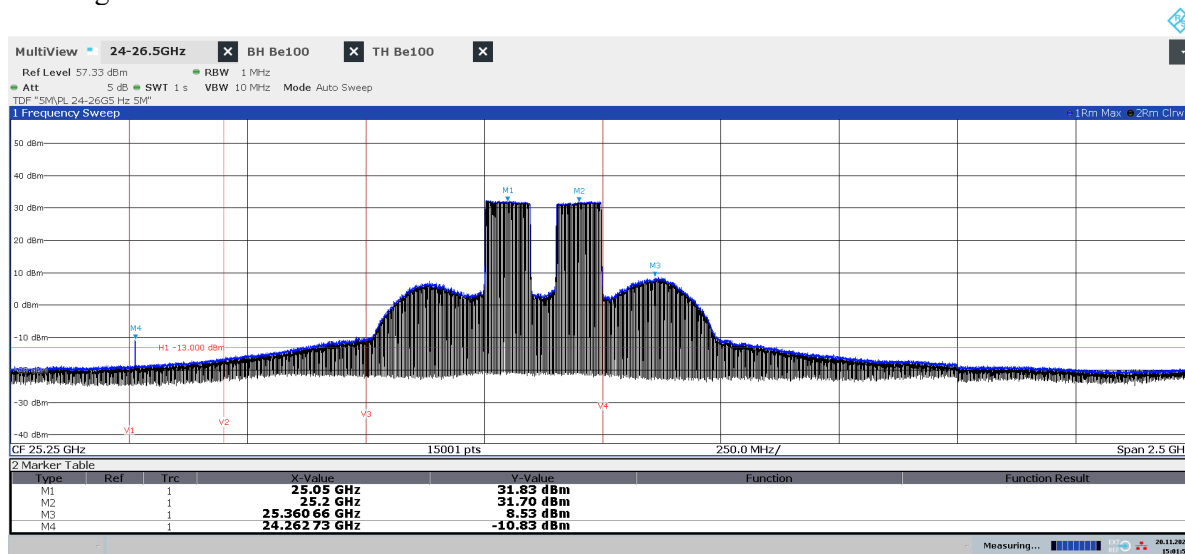 MultiView 24-26.5GHz X BH Be100 X TH Be100 X
Ref Level 57.33 dBm RBW 1 MHz
Att 5 dB SWT 1 s VBW 10 MHz Mode Auto Sweep
TDF "5M\PL 24-26G5 Hz 5M"
1 Frequency Sweep 1Rm Max 2Rm Clrw
50 dBm
40 dBm
M1 M2
30 dBm
20 dBm
10 dBm
M3
0 dBm
M4
-10 dBm
H1 -13.000 dBm
-30 dBm
V3 V4
V2
-40 dBm
V1
CF 25.25 GHz 15001 pts 250.0 MHz/ Span 2.5 GH
2 Marker Table
Type Ref Trc X-Value Y-Value Function Function Result
M1 1 25.05 GHz 31.83 dBm
M2 1 25.2 GHz 31.70 dBm
M3 1 25.360 66 GHz 8.53 dBm
M4 1 24.262 73 GHz -10.83 dBm
Measuring... EXT REF 20.11.202